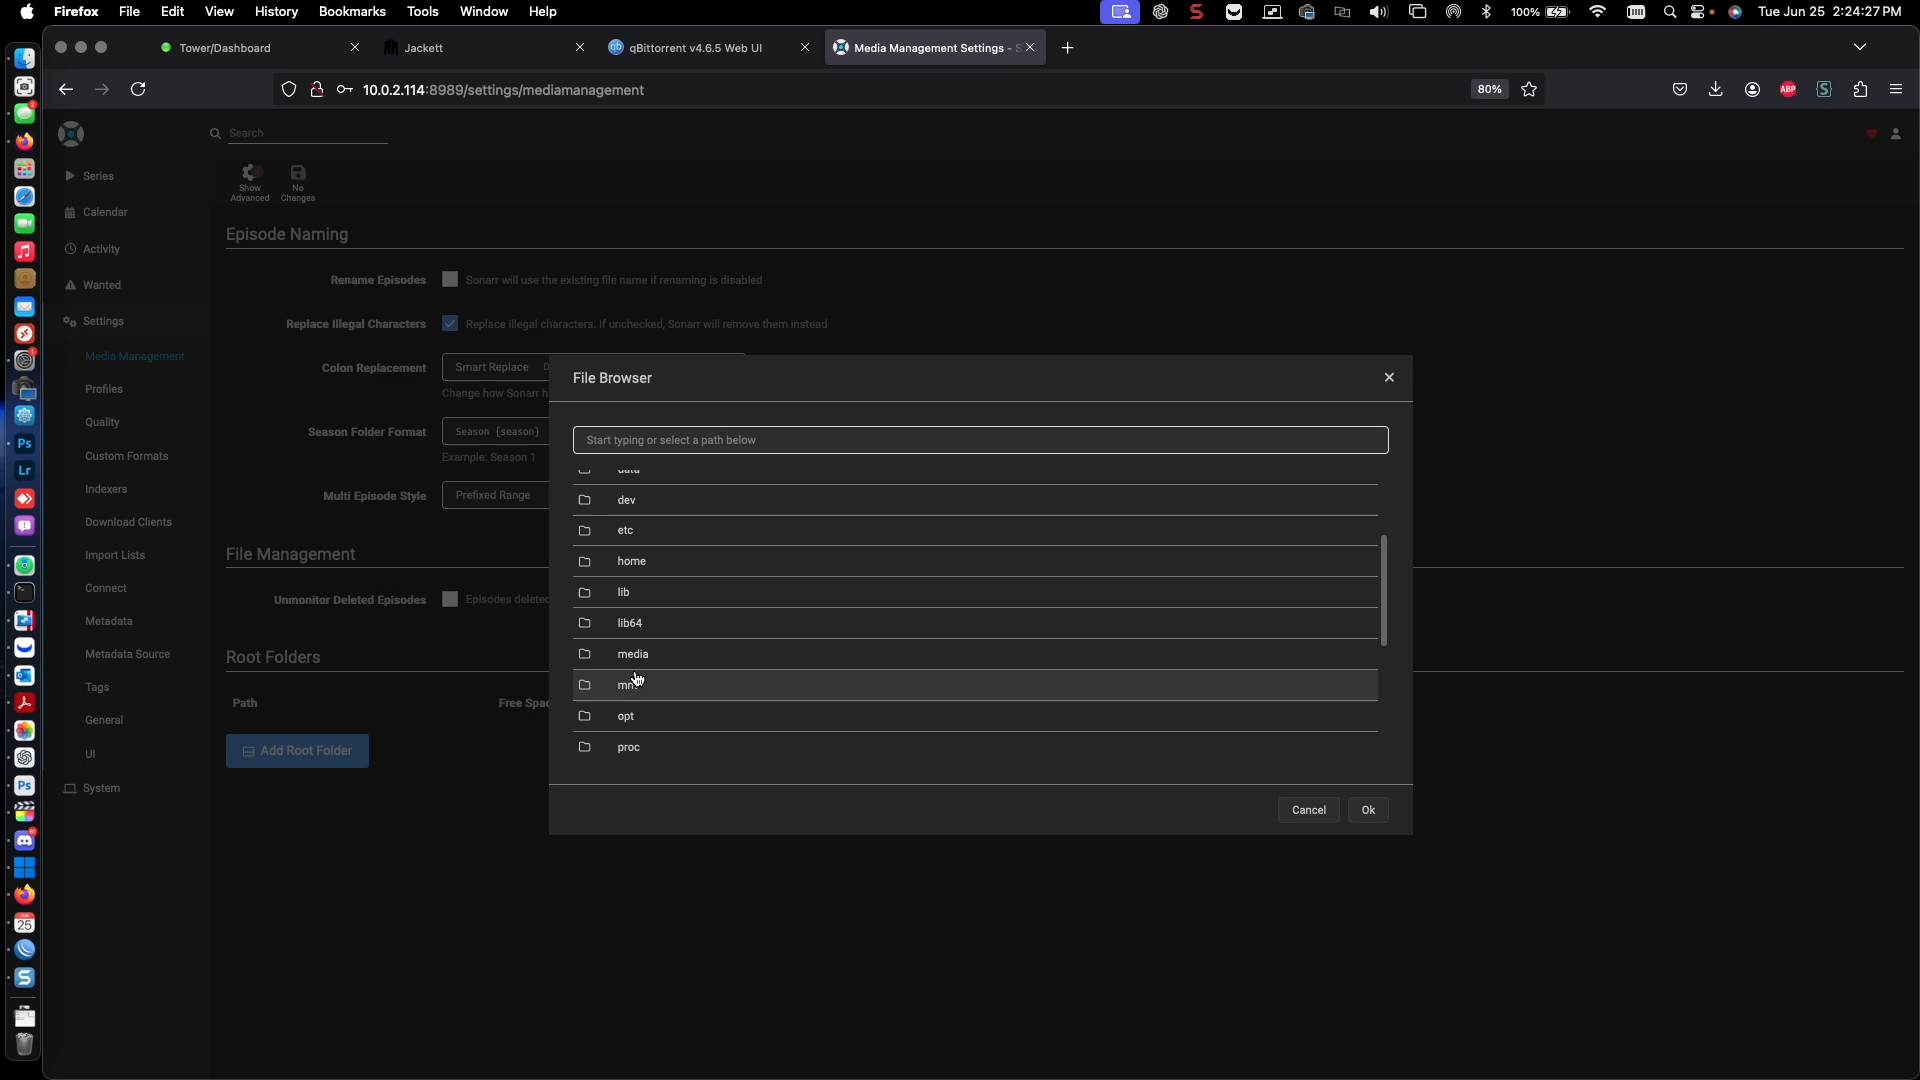 Firefox File Edit View History Bookmarks Tools Window Help 100% Tue Jun 25 2:24:27 PM
Tower/Dashboard Jackett qBittorrent v4.6.5 Web UI Media Management Settings -
10.0.2.114:8989/settings/mediamanagement 80%
Search
Series
Calendar
Activity
Wanted
Settings
Media Management
Profiles
Quality
Custom Formats
Indexers
Download Clients
Import Lists
Connect
Metadata
Metadata Source
Tags
General
UI
System
Show Advanced
No Changes
Episode Naming
Rename Episodes Sonarr will use the existing file name if renaming is disabled
Replace Illegal Characters Replace illegal characters. If unchecked, Sonarr will remove them instead
Colon Replacement Smart Replace
Change how Sonarr
Season Folder Format Season {season}
Example: Season 1
Multi Episode Style Prefixed Range
File Management
Unmonitor Deleted Episodes Episodes
Root Folders
Path Free
Add Root Folder
File Browser
Start typing or select a path below
dev
etc
home
lib
lib64
media
opt
proc
Cancel Ok